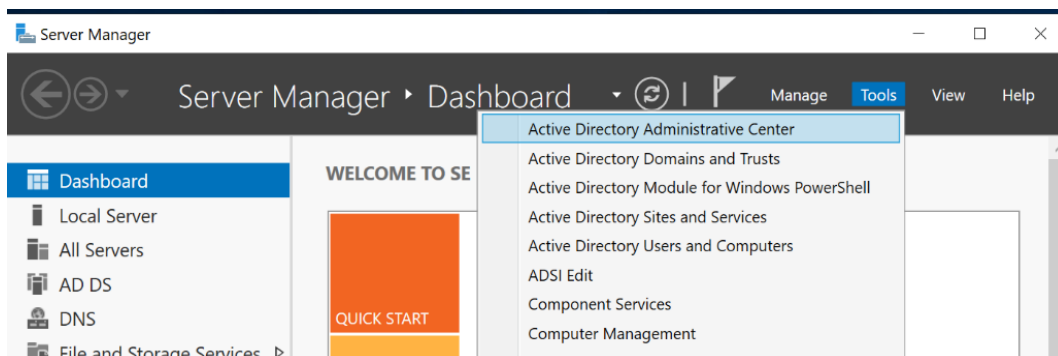 Server Manager
Server Manager Dashboard
Manage Tools View Help
Active Directory Administrative Center
Active Directory Domains and Trusts
Active Directory Module for Windows PowerShell
Active Directory Sites and Services
Active Directory Users and Computers
ADSI Edit
Component Services
Computer Management
Dashboard
Local Server
All Servers
AD DS
DNS
File and Storage Services
WELCOME TO SE
QUICK START